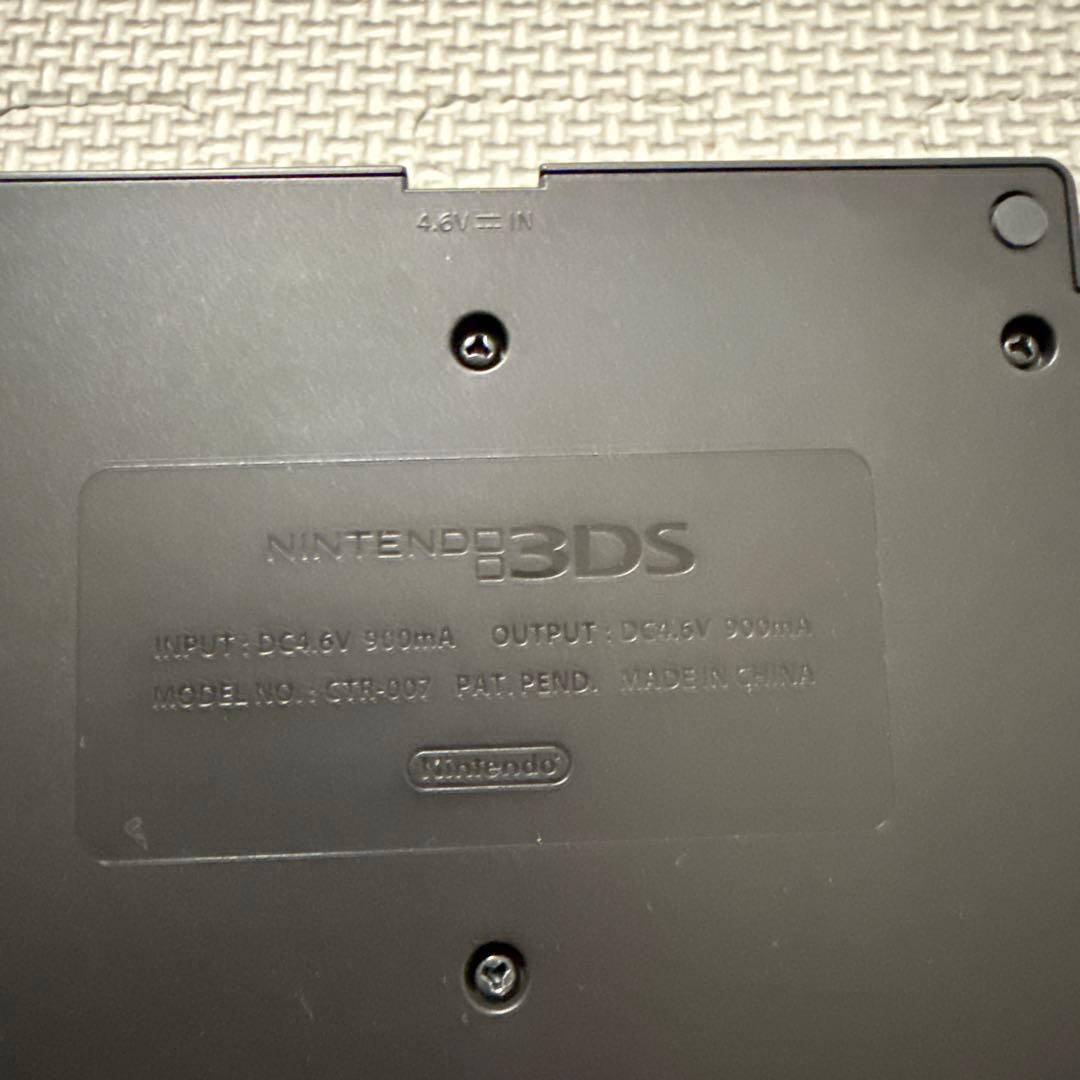 4.6V ⎓ IN
NINTENDO 3DS
INPUT : DC4.6V 900mA OUTPUT : DC4.6V 900mA
MODEL NO. : CTR-007 PAT. PEND. MADE IN CHINA
Nintendo